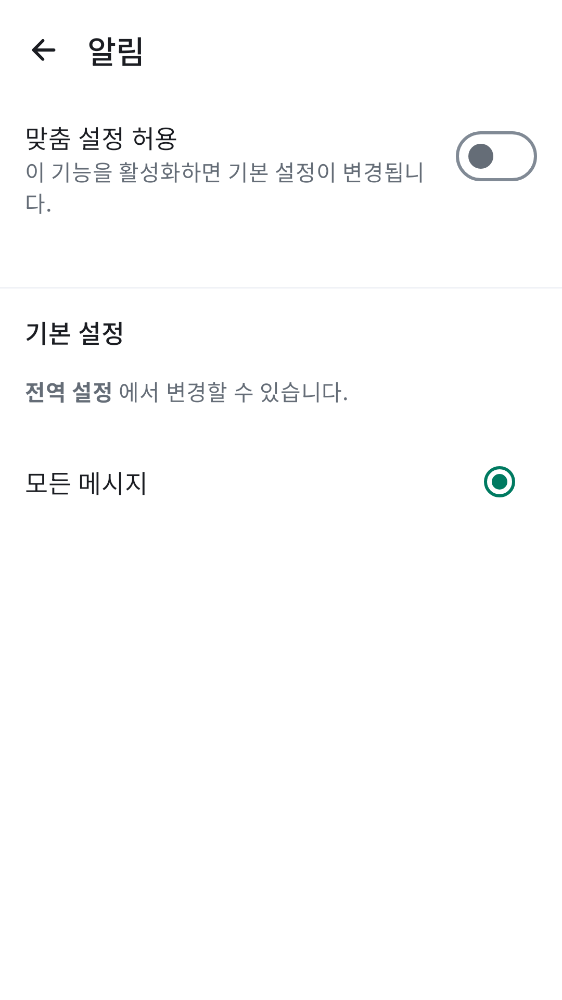 알림
맞춤 설정 허용
이 기능을 활성화하면 기본 설정이 변경됩니
다.
기본 설정
전역 설정 에서 변경할 수 있습니다.
모든 메시지